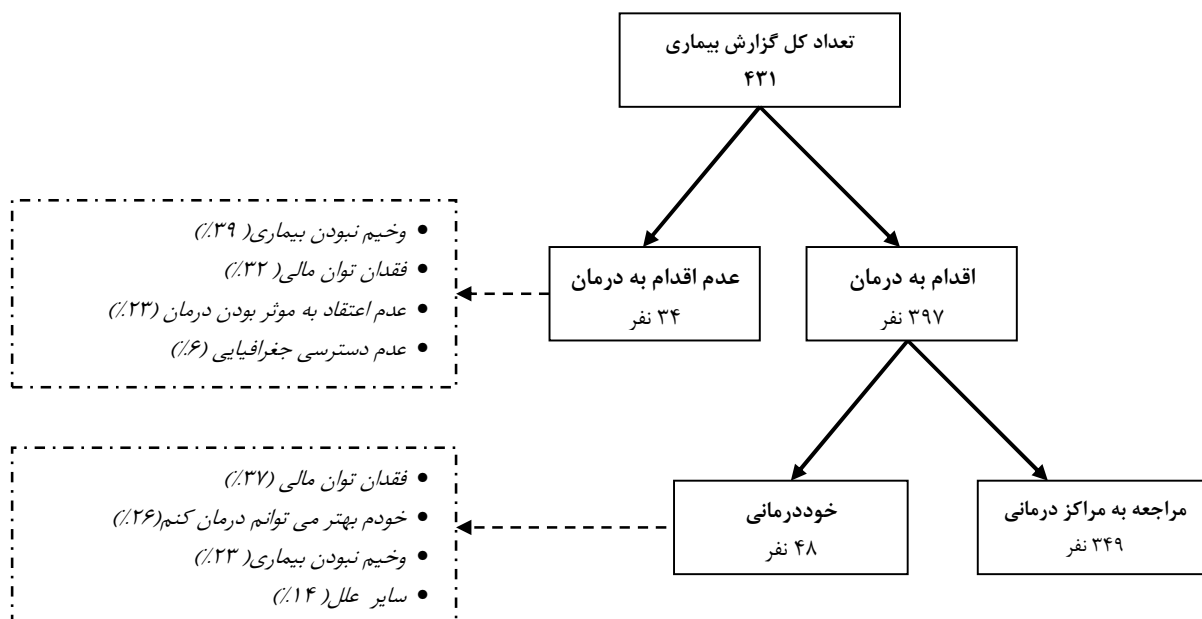 تعداد کل گزارش بیماری
۴۳۱
اقدام به درمان
۳۹۷ نفر
عدم اقدام به درمان
۳۴ نفر
• وخیم نبودن بیماری( ۳۹٪)
• فقدان توان مالی( ۳۲٪)
• عدم اعتقاد به موثر بودن درمان (۲۳٪)
• عدم دسترسی جغرافیایی (۶٪)
مراجعه به مراکز درمانی
۳۴۹ نفر
خوددرمانی
۴۸ نفر
• فقدان توان مالی (۳۷٪)
• خودم بهتر می توانم درمان کنم(۲۶٪)
• وخیم نبودن بیماری( ۲۳٪)
• سایر علل( ۱۴٪)